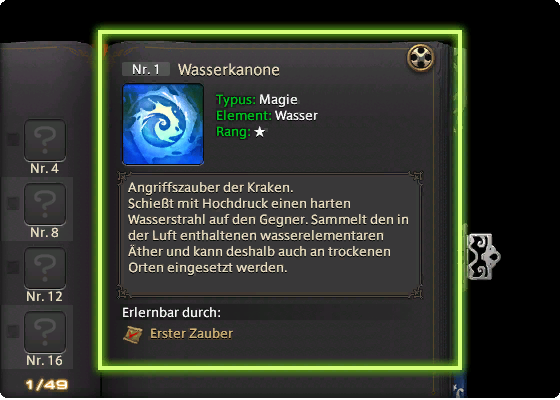 Nr. 1 Wasserkanone
Typus: Magie
Element: Wasser
Rang: ★
Angriffszauber der Kraken.
Schießt mit Hochdruck einen harten
Wasserstrahl auf den Gegner. Sammelt den in
der Luft enthaltenen wasserelementaren
Äther und kann deshalb auch an trockenen
Orten eingesetzt werden.
Erlernbar durch:
Erster Zauber
?
Nr. 4
?
Nr. 8
?
Nr. 12
?
Nr. 16
1/49